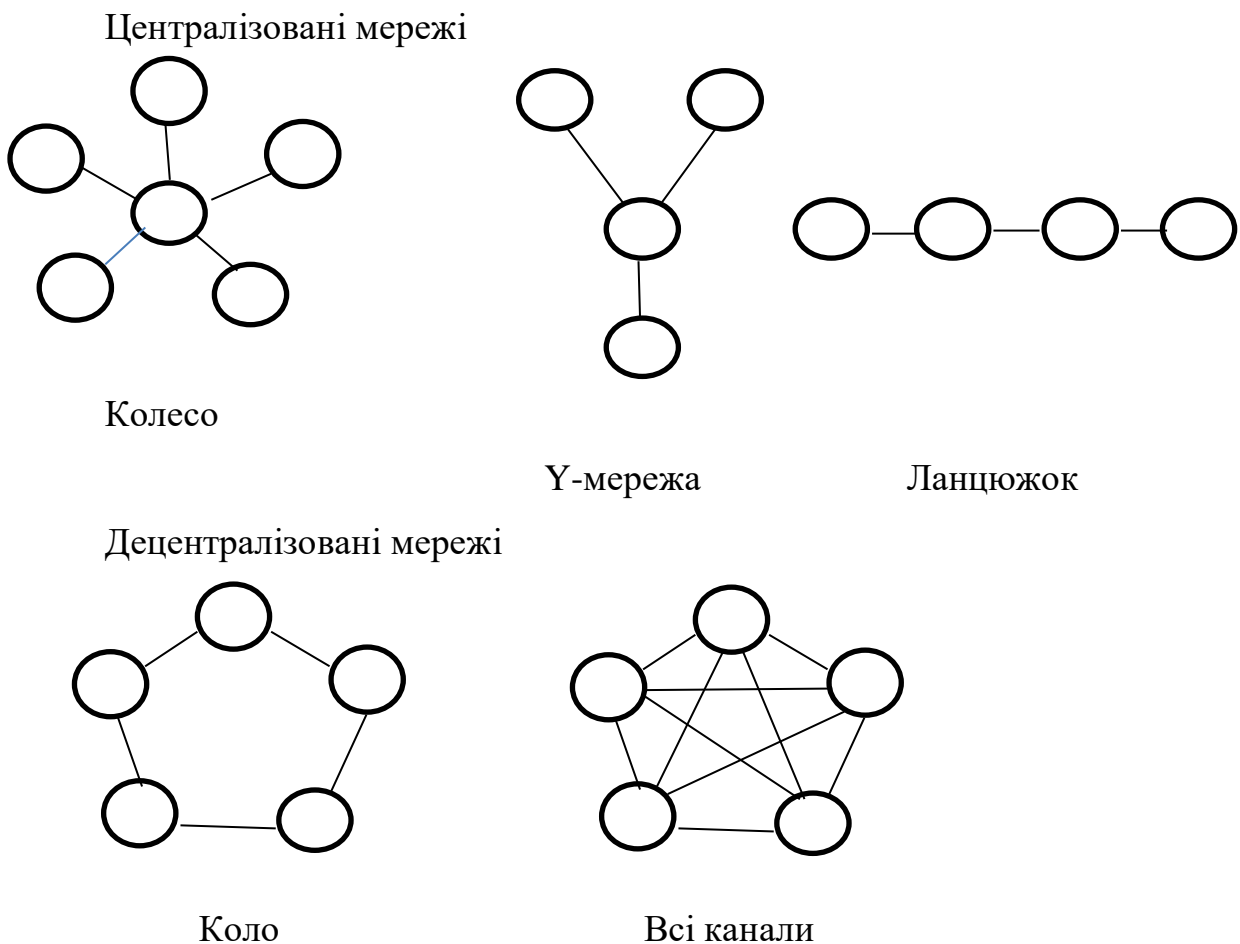 Централізовані мережі
Колесо
Y-мережа
Ланцюжок
Децентралізовані мережі
Коло
Всі канали